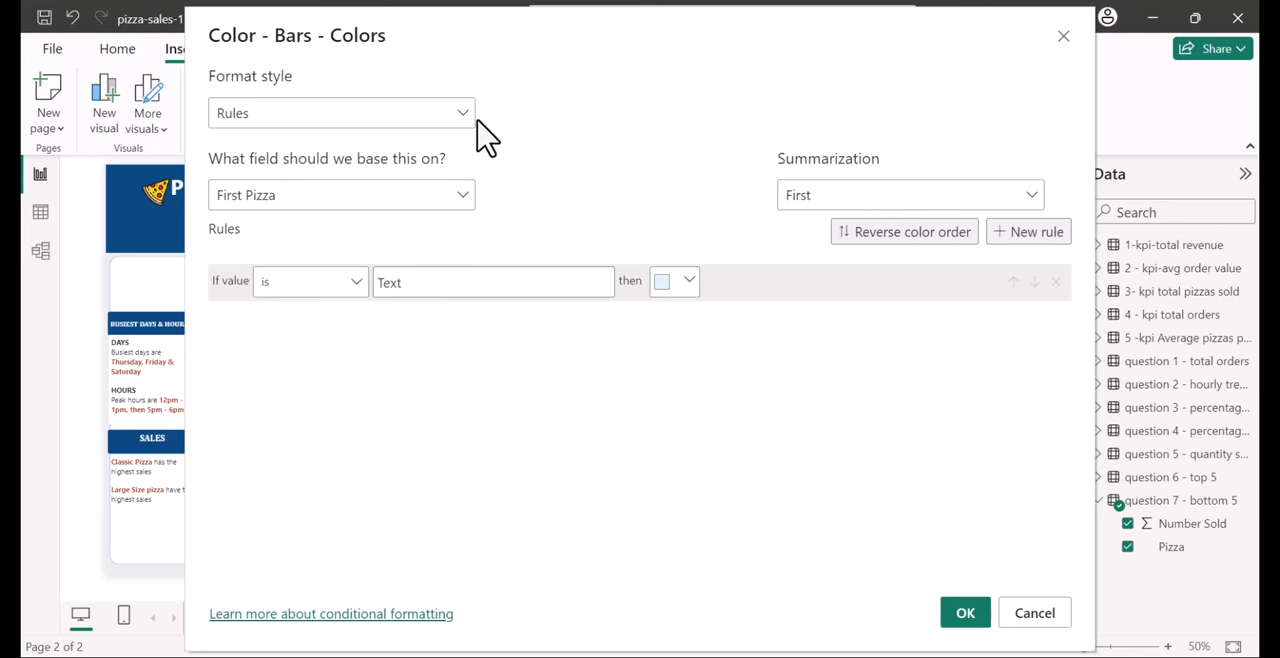 pizza-sales-1
Color - Bars - Colors
File
Home
Ins
Share
Format style
Rules
New page
New visual
More visuals
Pages
Visuals
What field should we base this on?
Summarization
First Pizza
First
Rules
Reverse color order
New rule
If value
is
Text
then
P
BUSIEST DAYS & HOUR
DAYS
Busiest days are
Thursday, Friday &
Saturday
HOURS
Peak hours are 12pm -
1pm, then 5pm - 6pm
SALES
Classic Pizza has the
highest sales
Large Size pizza have t
highest sales
Data
Search
1-kpi-total revenue
2 - kpi-avg order value
3- kpi total pizzas sold
4 - kpi total orders
5 -kpi Average pizzas p...
question 1 - total orders
question 2 - hourly tre...
question 3 - percentag...
question 4 - percentag...
question 5 - quantity s...
question 6 - top 5
question 7 - bottom 5
Number Sold
Pizza
Learn more about conditional formatting
OK
Cancel
Page 2 of 2
50%